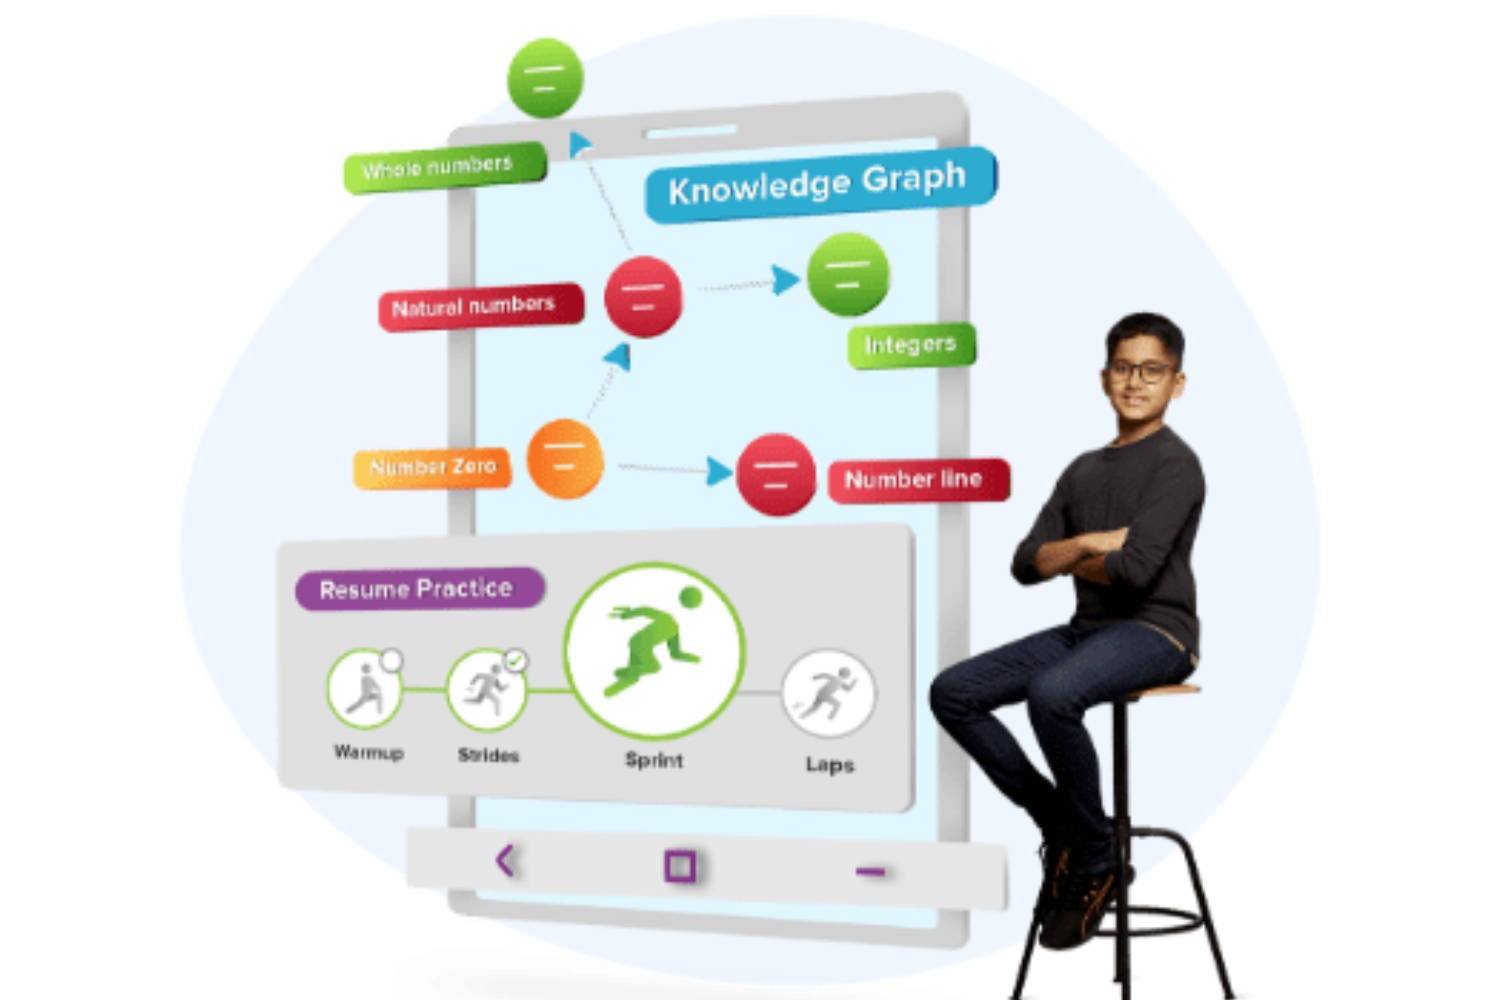 Whole numbers
Knowledge Graph
Natural numbers
Integers
Number Zero
Number line
Resume Practice
Warmup
Strides
Sprint
Laps